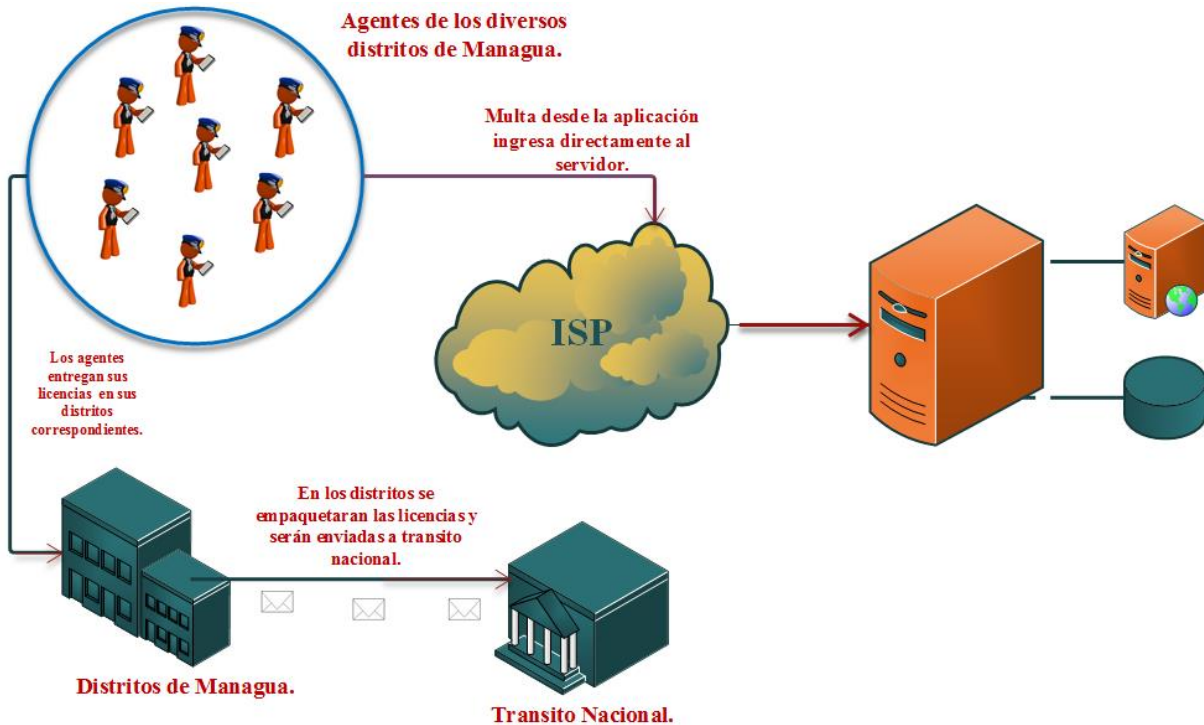 Agentes de los diversos
distritos de Managua.
Multa desde la aplicación
ingresa directamente al
servidor.
ISP
Los agentes
entregan sus
licencias en sus
distritos
correspondientes.
En los distritos se
empaquetaran las licencias y
serán enviadas a transito
nacional.
Distritos de Managua.
Transito Nacional.